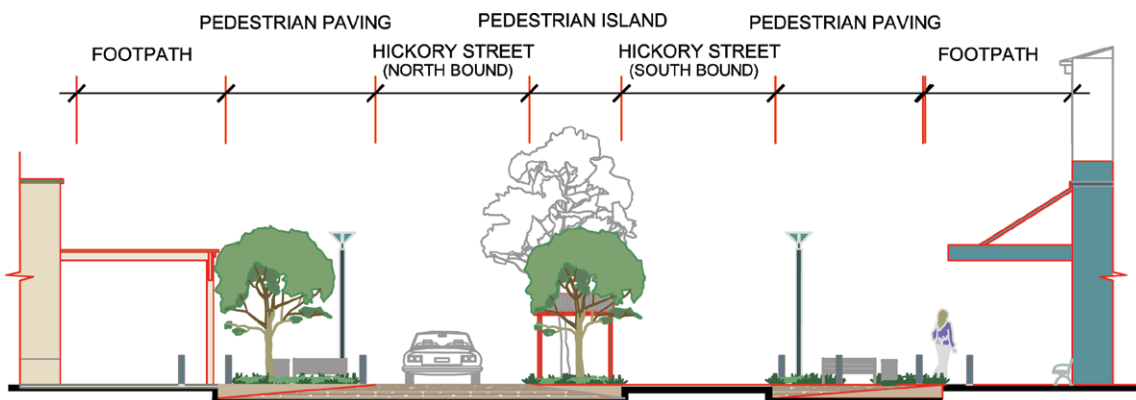 PEDESTRIAN PAVING
PEDESTRIAN ISLAND
PEDESTRIAN PAVING
FOOTPATH
HICKORY STREET
(NORTH BOUND)
HICKORY STREET
(SOUTH BOUND)
FOOTPATH